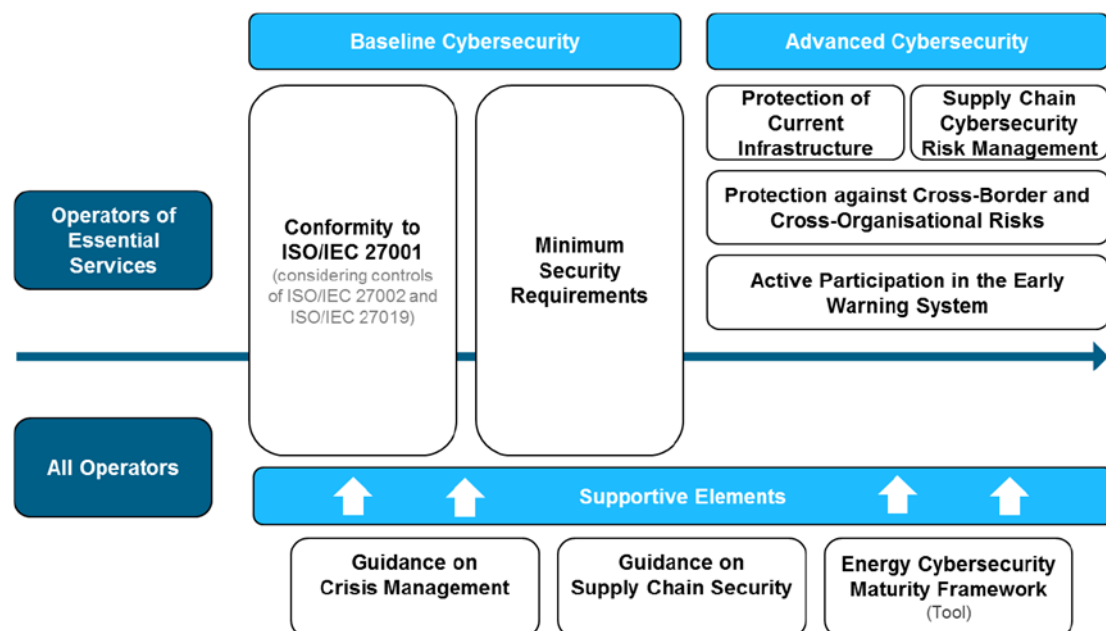 Baseline Cybersecurity
Advanced Cybersecurity
Operators of
Essential
Services
Conformity to
ISO/IEC 27001
(considering controls
of ISO/IEC 27002 and
ISO/IEC 27019)
Minimum
Security
Requirements
Protection of
Current
Infrastructure
Supply Chain
Cybersecurity
Risk Management
Protection against Cross-Border and
Cross-Organisational Risks
Active Participation in the Early
Warning System
All Operators
Supportive Elements
Guidance on
Crisis Management
Guidance on
Supply Chain Security
Energy Cybersecurity
Maturity Framework
(Tool)